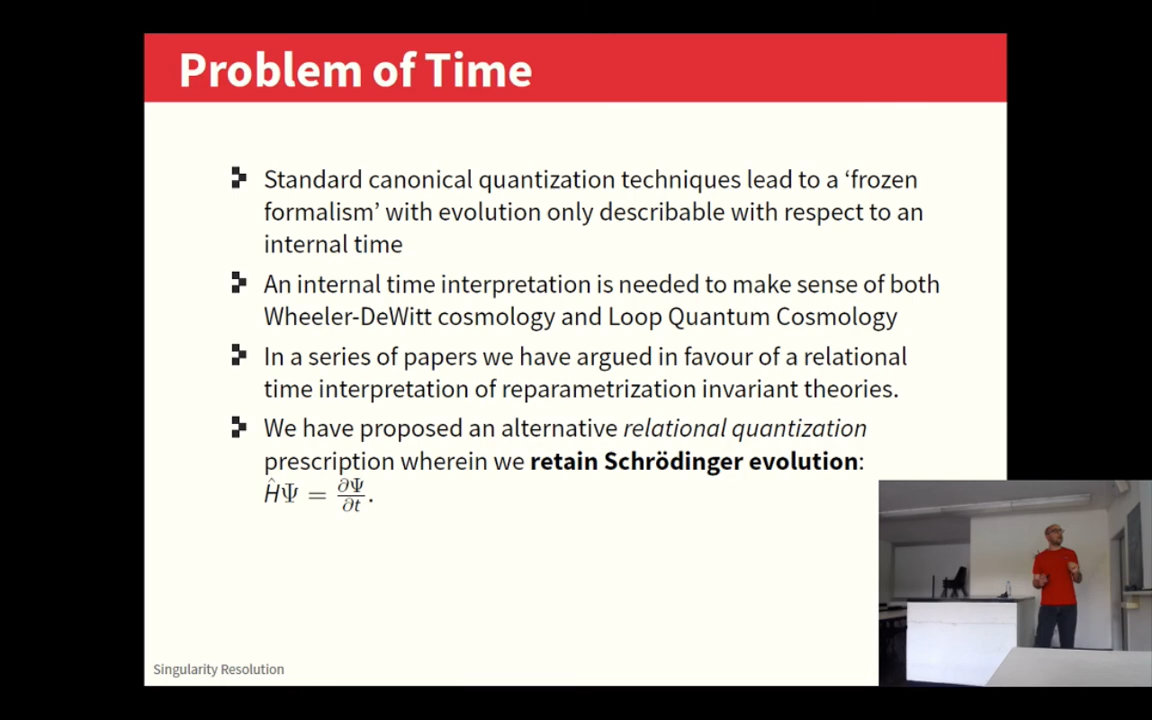 Problem of Time
Standard canonical quantization techniques lead to a ‘frozen
formalism’ with evolution only describable with respect to an
internal time
An internal time interpretation is needed to make sense of both
Wheeler-DeWitt cosmology and Loop Quantum Cosmology
In a series of papers we have argued in favour of a relational
time interpretation of reparametrization invariant theories.
We have proposed an alternative relational quantization
prescription wherein we retain Schrödinger evolution:
ĤΨ = ∂Ψ/∂t.
Singularity Resolution